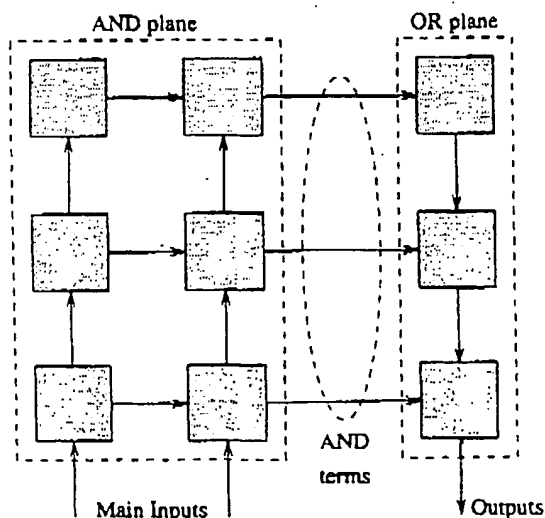 AND plane
OR plane
AND
terms
Main Inputs
Outputs